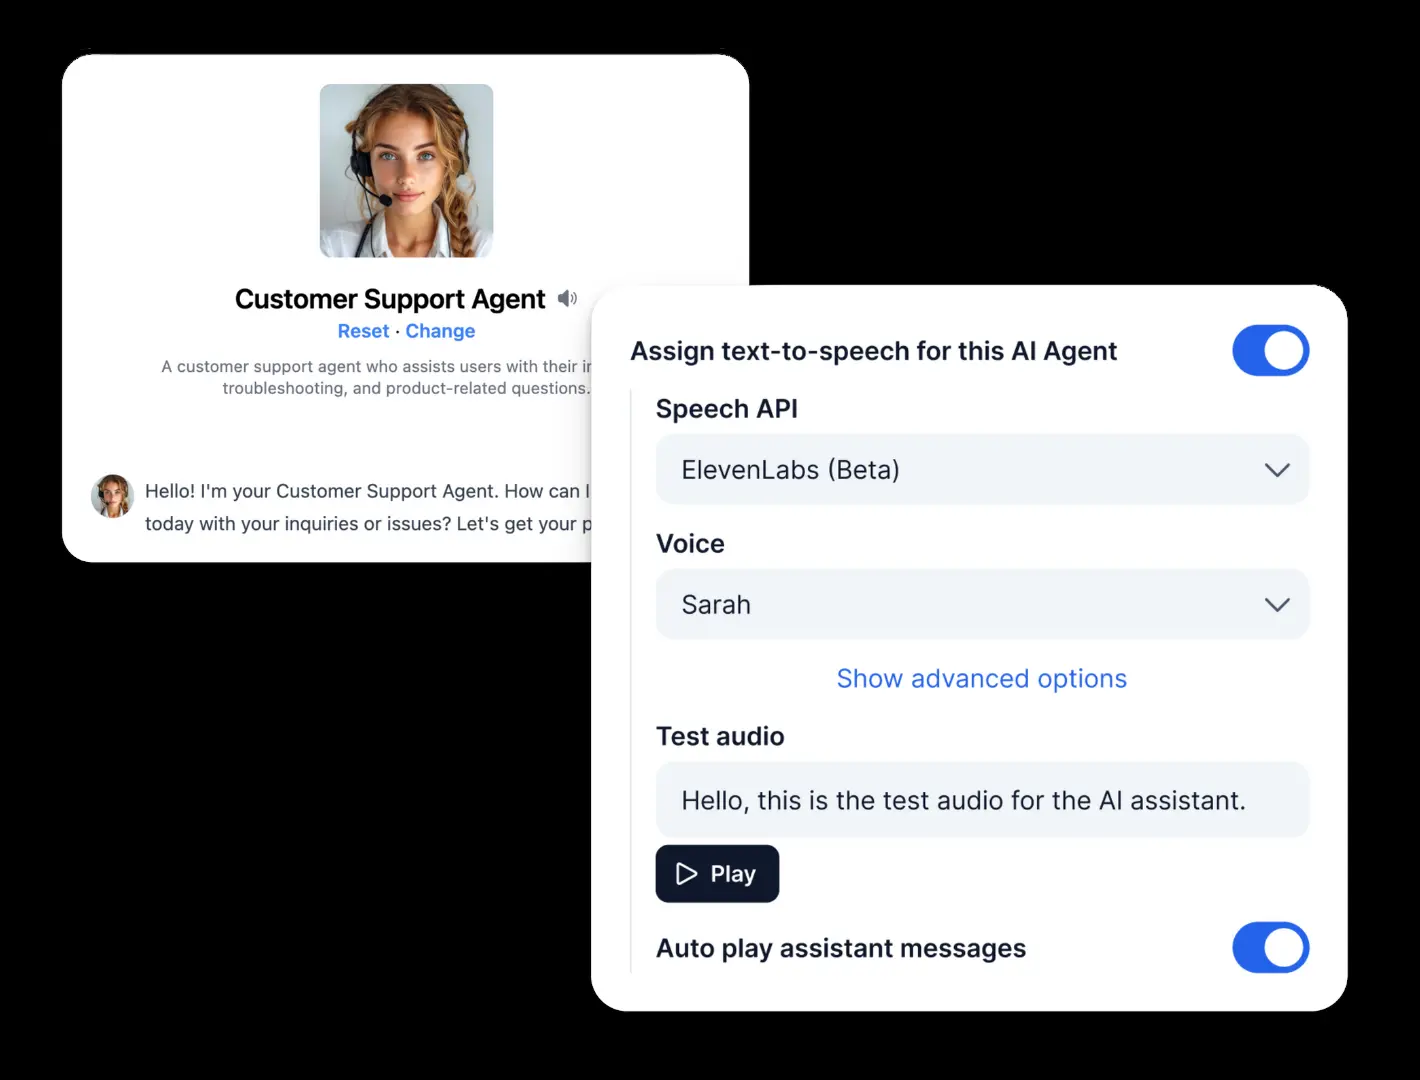 Customer Support Agent
Reset · Change
A customer support agent who assists users with their
troubleshooting, and product-related questions.
Hello! I'm your Customer Support Agent. How can I
today with your inquiries or issues? Let's get your
Assign text-to-speech for this AI Agent
Speech API
ElevenLabs (Beta)
Voice
Sarah
Show advanced options
Test audio
Hello, this is the test audio for the AI assistant.
Play
Auto play assistant messages